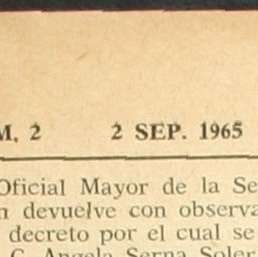 M, 2 2 SEP. 1965
Oficial Mayor de la Se
n devuelve con observa
decreto por el cual se
C. Angela Serna Soler